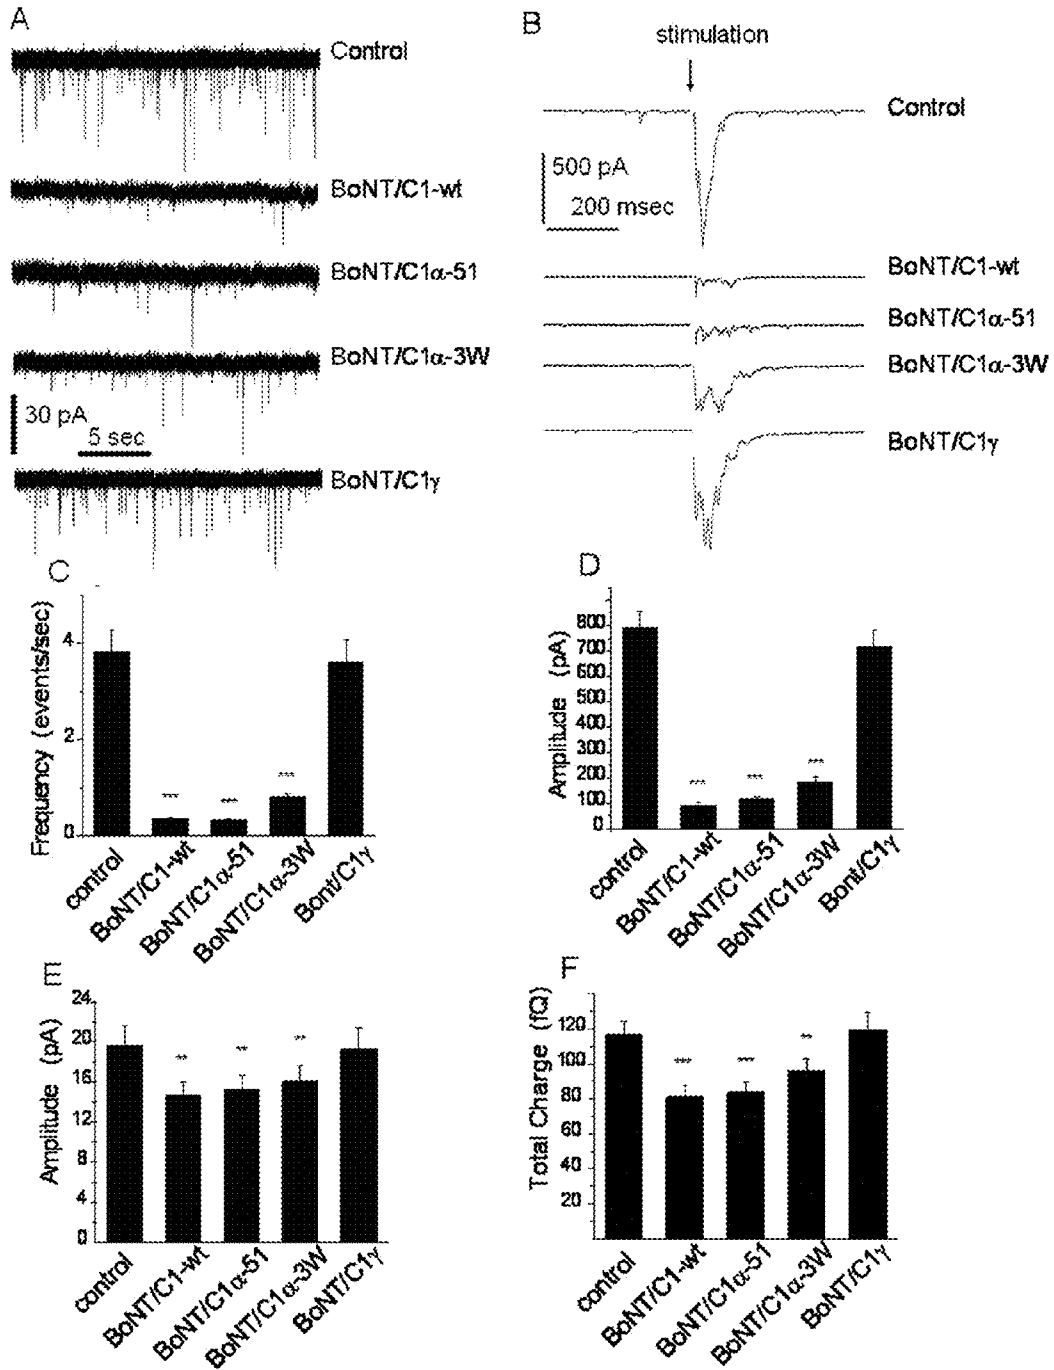 A
Control
BoNT/C1-wt
BoNT/C1α-51
BoNT/C1α-3W
30 pA
5 sec
BoNT/C1γ
B
stimulation
Control
500 pA
200 msec
BoNT/C1-wt
BoNT/C1α-51
BoNT/C1α-3W
BoNT/C1γ
C
Frequency (events/sec)
4
2
0
***
***
***
control
BoNT/C1-wt
BoNT/C1α-51
BoNT/C1α-3W
Bont/C1γ
D
Amplitude (pA)
800
700
600
500
400
300
200
100
0
***
***
***
control
BoNT/C1-wt
BoNT/C1α-51
BoNT/C1α-3W
Bont/C1γ
E
Amplitude (pA)
24
20
16
12
8
4
0
**
**
**
control
BoNT/C1-wt
BoNT/C1α-51
BoNT/C1α-3W
BoNT/C1γ
F
Total Charge (fQ)
120
100
80
60
40
20
***
***
**
control
BoNT/C1-wt
BoNT/C1α-51
BoNT/C1α-3W
BoNT/C1γ